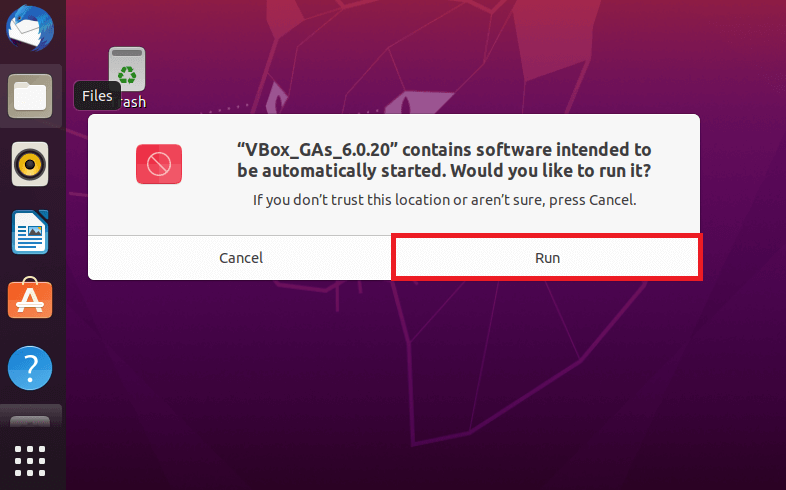 Files
rash
“VBox_GAs_6.0.20” contains software intended to
be automatically started. Would you like to run it?
If you don’t trust this location or aren’t sure, press Cancel.
Cancel
Run